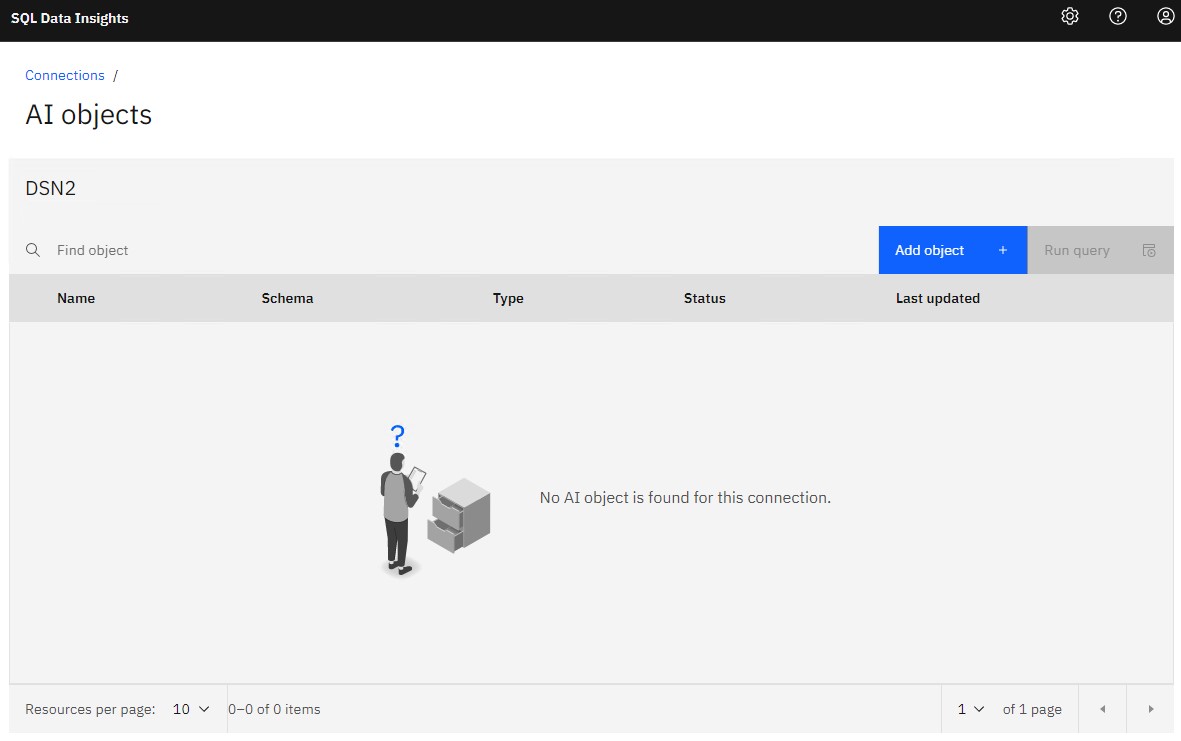 SQL Data Insights
Connections /
AI objects
DSN2
Find object
Add object + Run query
Name Schema Type Status Last updated
?
No AI object is found for this connection.
Resources per page: 10 0–0 of 0 items 1 of 1 page